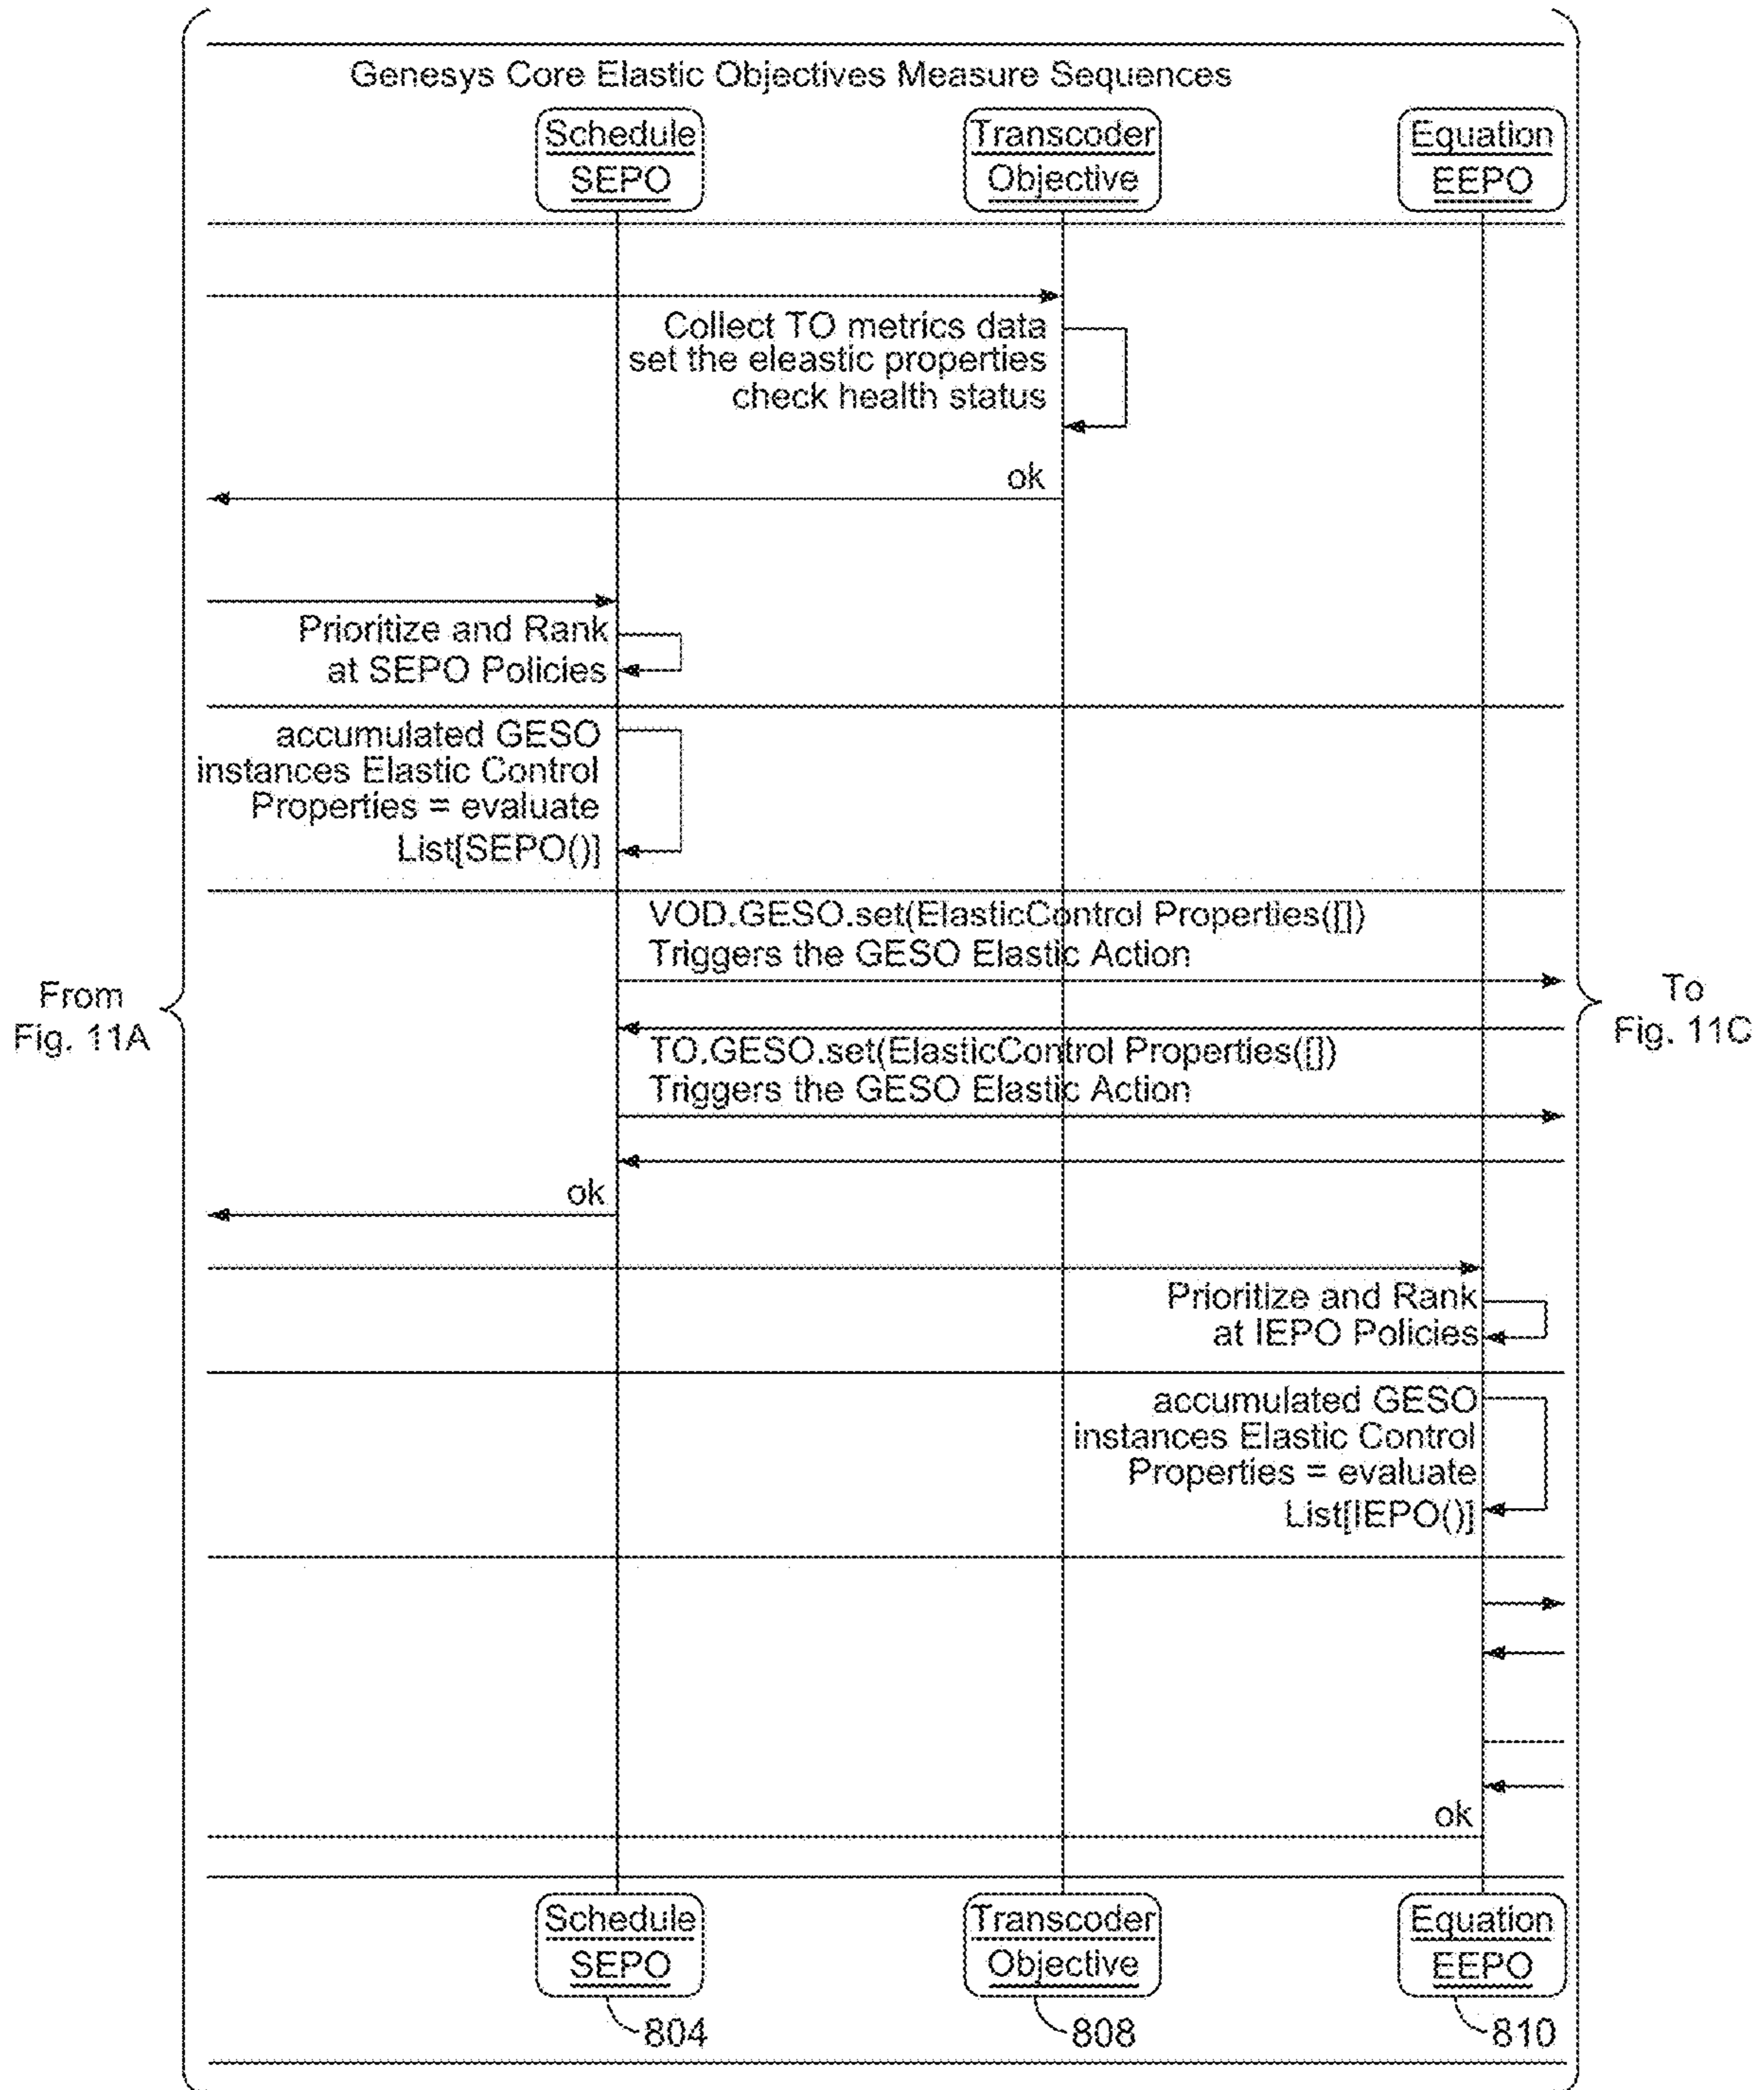 Genesys Core Elastic Objectives Measure Sequences
Schedule
SEPO
Transcoder
Objective
Equation
EEPO
Collect TO metrics data
set the eleastic properties
check health status
ok
Prioritize and Rank
at SEPO Policies
accumulated GESO
instances Elastic Control
Properties = evaluate
List[SEPO()]
VOD.GESO.set(ElasticControl Properties([])
Triggers the GESO Elastic Action
From
Fig. 11A
To
Fig. 11C
TO.GESO.set(ElasticControl Properties([])
Triggers the GESO Elastic Action
ok
Prioritize and Rank
at IEPO Policies
accumulated GESO
instances Elastic Control
Properties = evaluate
List[IEPO()]
ok
Schedule
SEPO
Transcoder
Objective
Equation
EEPO
804
808
810